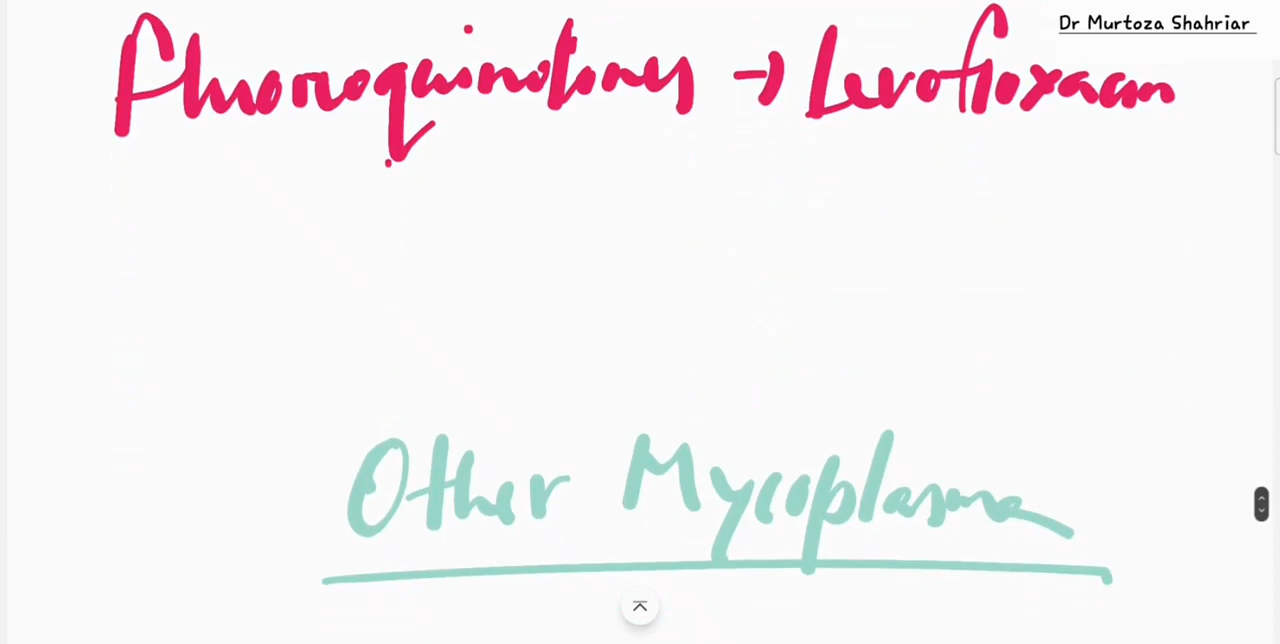 Dr Murtoza Shahriar
Fluoroquinolones → Levofloxacin
Other Mycoplasma